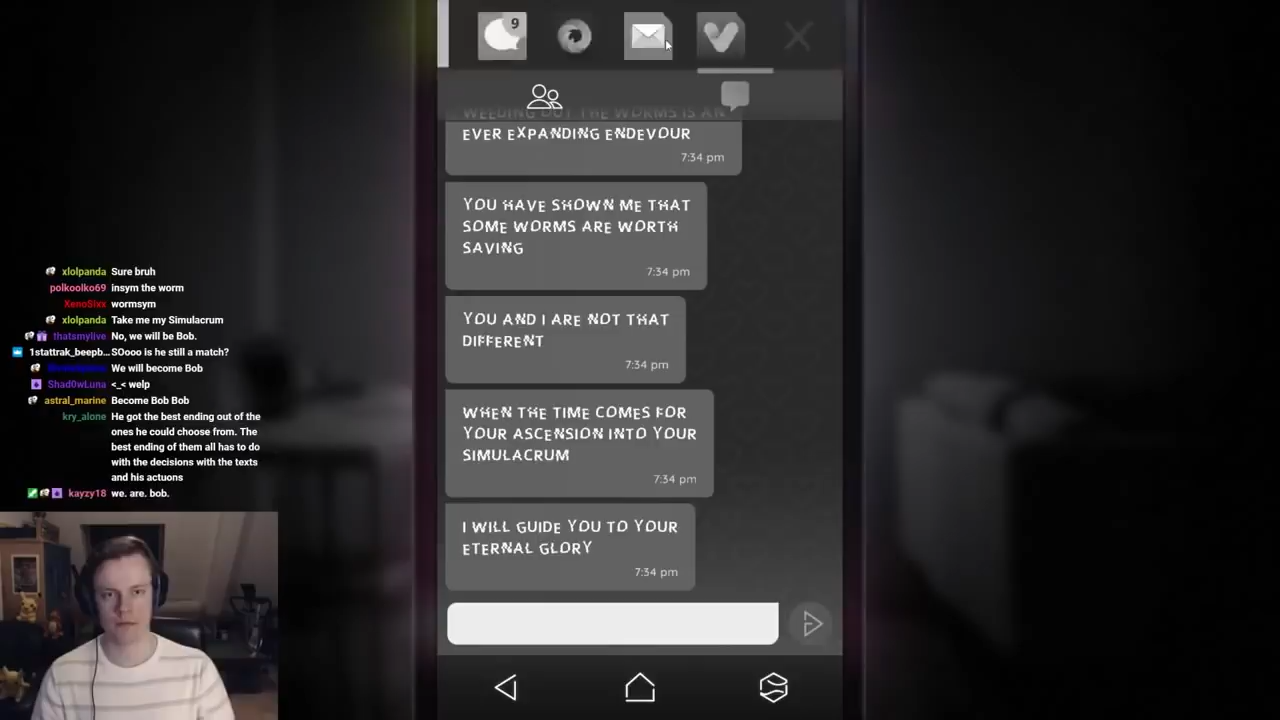 9
WEEDING OUT THE WORMS IS AN
EVER EXPANDING ENDEVOUR
7:34 pm
YOU HAVE SHOWN ME THAT
SOME WORMS ARE WORTH
SAVING
7:34 pm
YOU AND I ARE NOT THAT
DIFFERENT
7:34 pm
WHEN THE TIME COMES FOR
YOUR ASCENSION INTO YOUR
SIMULACRUM
7:34 pm
I WILL GUIDE YOU TO YOUR
ETERNAL GLORY
7:34 pm
xlolpanda Sure bruh
polkoolko69 insym the worm
XenoSixx wormsym
xlolpanda Take me my Simulacrum
thatsmylive No, we will be Bob.
1stattrak_beepb... SOooo is he still a match?
We will become Bob
Shad0wLuna <_< welp
astral_marine Become Bob Bob
kry_alone He got the best ending out of the
ones he could choose from. The
best ending of them all has to do
with the decisions with the texts
and his actuons
kayzy18 we. are. bob.